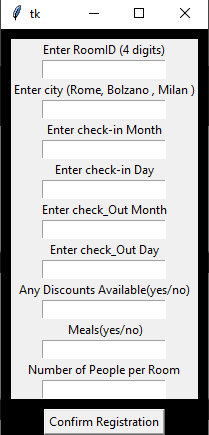 tk
Enter RoomID (4 digits)
Enter city (Rome, Bolzano , Milan )
Enter check-in Month
Enter check-in Day
Enter check_Out Month
Enter check_Out Day
Any Discounts Available(yes/no)
Meals(yes/no)
Number of People per Room
Confirm Registration